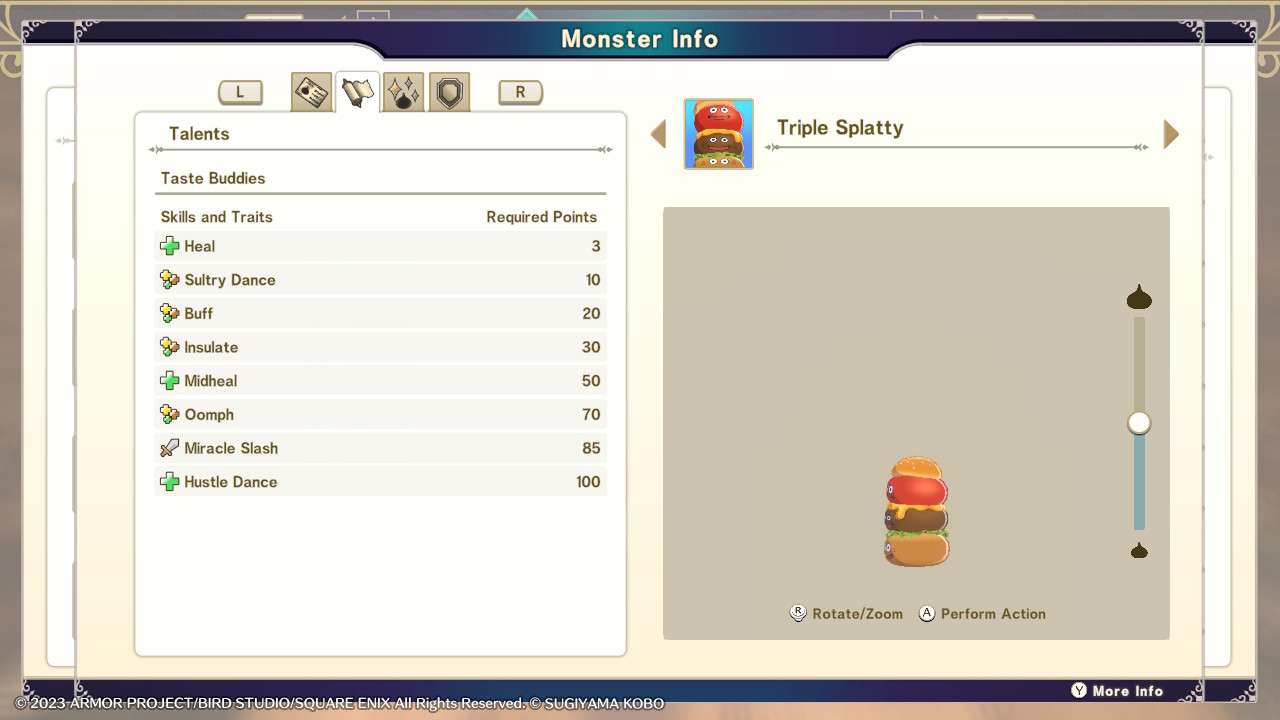 Monster Info
L
R
Talents
Taste Buddies
Skills and Traits Required Points
Heal 3
Sultry Dance 10
Buff 20
Insulate 30
Midheal 50
Oomph 70
Miracle Slash 85
Hustle Dance 100
Triple Splatty
R Rotate/Zoom A Perform Action
Y More Info
© 2023 ARMOR PROJECT/BIRD STUDIO/SQUARE ENIX All Rights Reserved. © SUGIYAMA KOBO